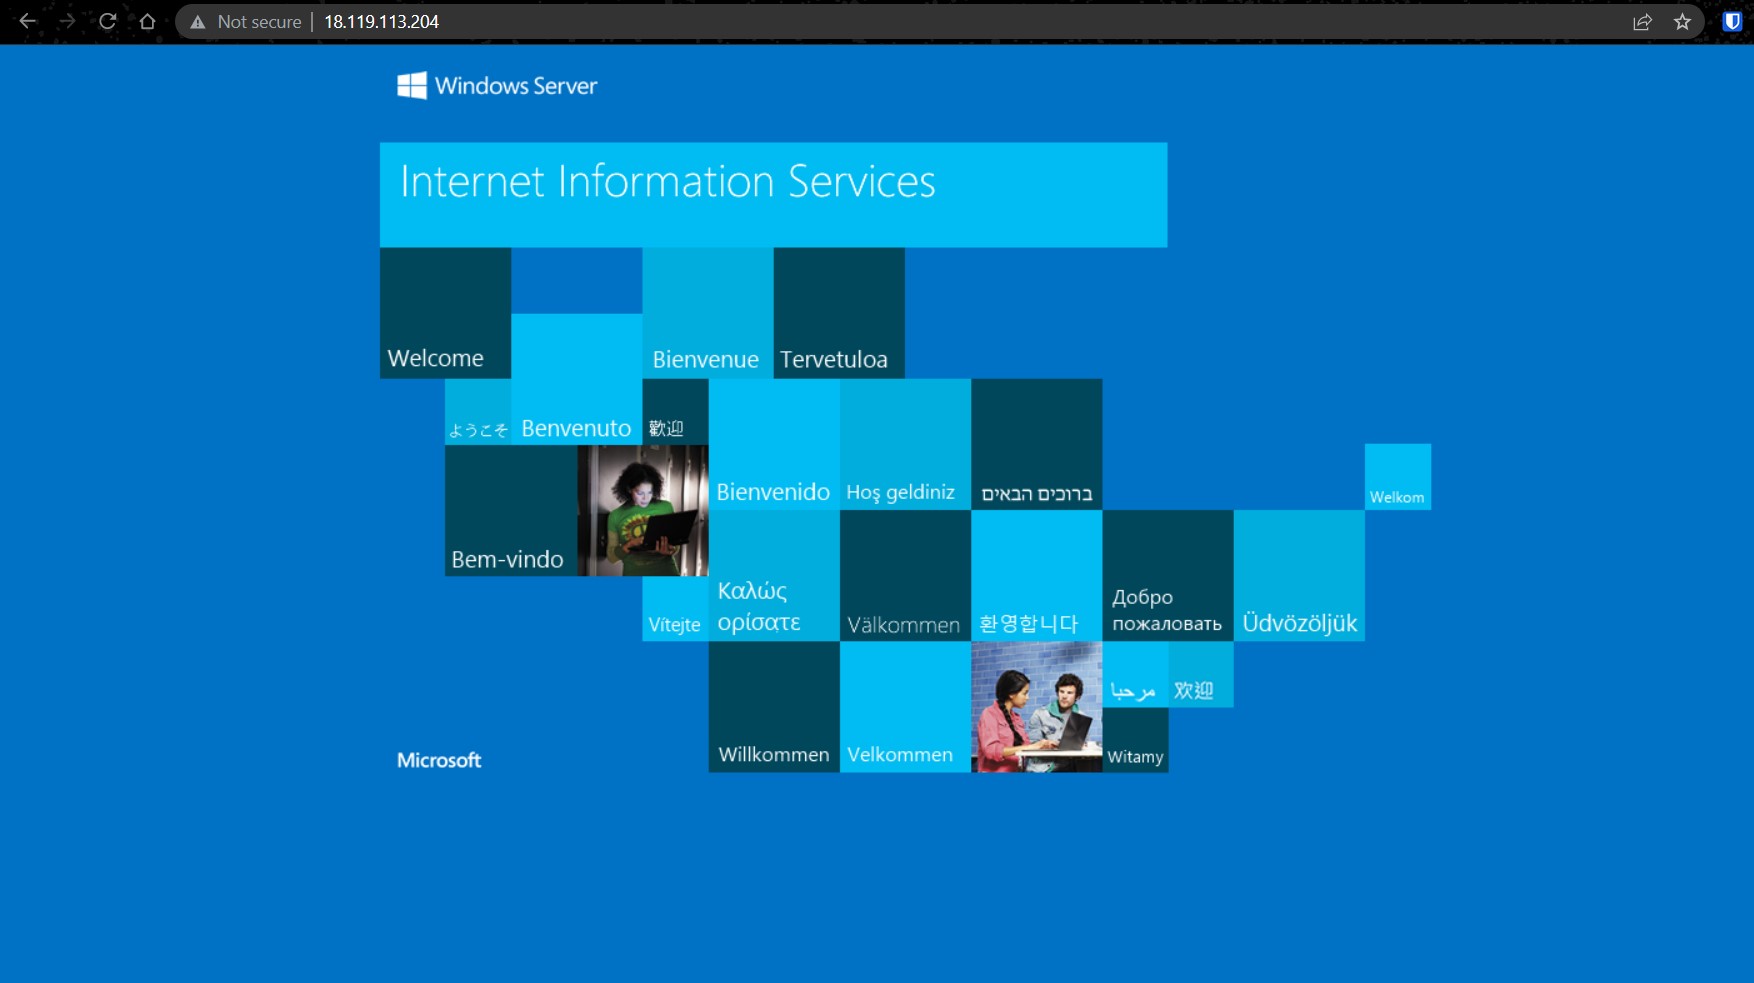 Not secure
18.119.113.204
Windows Server
Internet Information Services
Welcome
Bienvenue
Tervetuloa
ようこそ
Benvenuto
歡迎
Bienvenido
Hoş geldiniz
ברוכים הבאים
Welkom
Bem-vindo
Vítejte
Καλώς
ορίσατε
Välkommen
환영합니다
Добро
пожаловать
Üdvözöljük
مرحبا
欢迎
Willkommen
Velkommen
Witamy
Microsoft